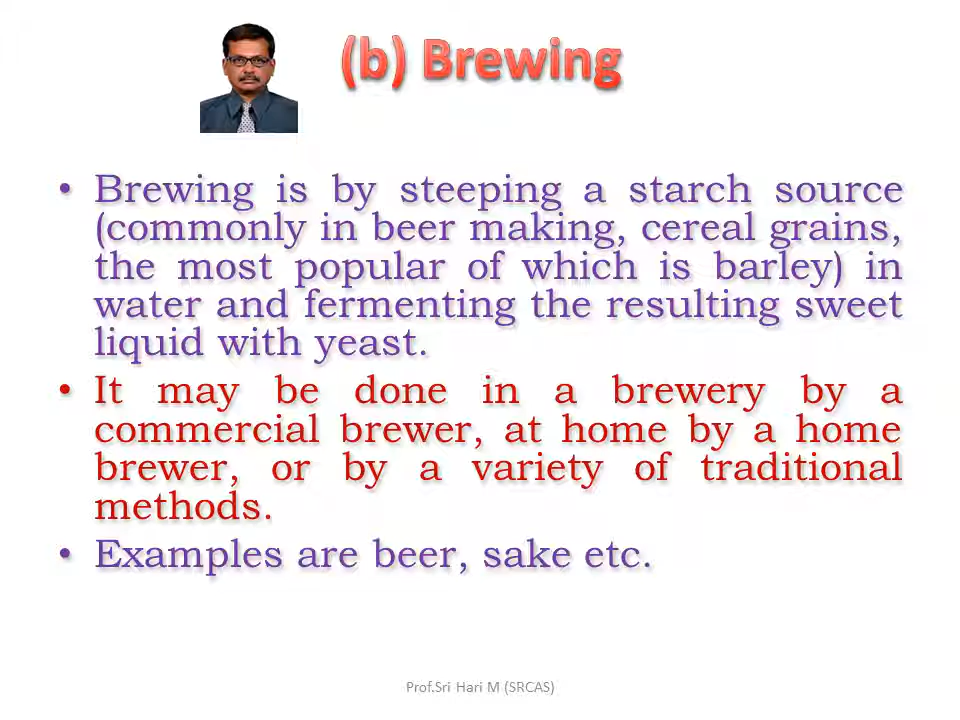 (b) Brewing
• Brewing is by steeping a starch source
(commonly in beer making, cereal grains,
the most popular of which is barley) in
water and fermenting the resulting sweet
liquid with yeast.
• It may be done in a brewery by a
commercial brewer, at home by a home
brewer, or by a variety of traditional
methods.
• Examples are beer, sake etc.
Prof.Sri Hari M (SRCAS)